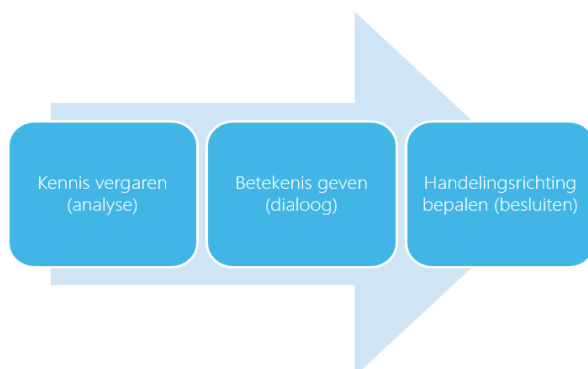 Kennis vergaren
(analyse)
Betekenis geven
(dialoog)
Handelingsrichting
bepalen (besluiten)